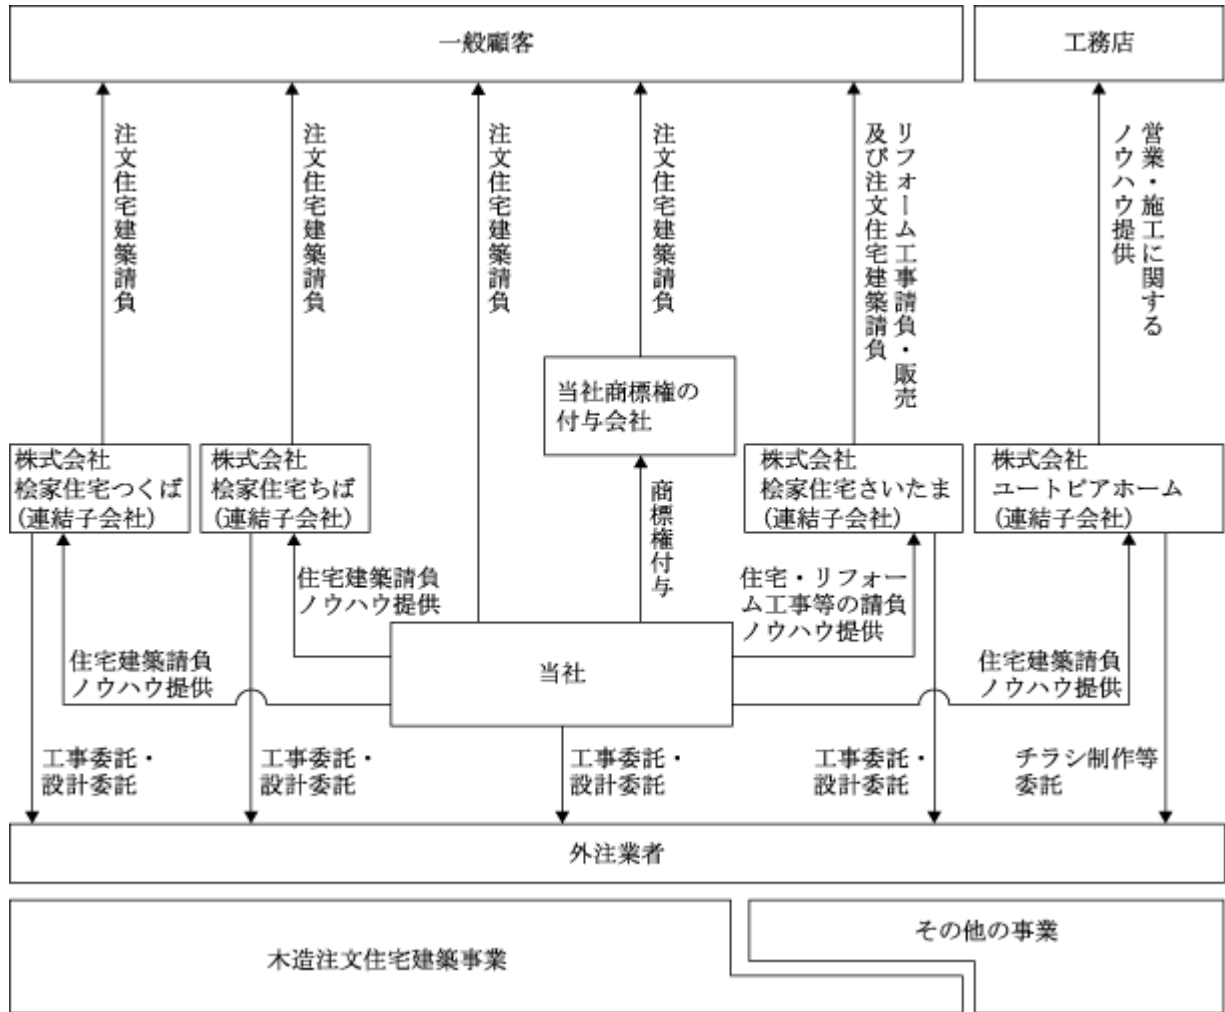 一般顧客
工務店
注文住宅建築請負
注文住宅建築請負
注文住宅建築請負
注文住宅建築請負
リフォーム工事請負・販売
及び注文住宅建築請負
営業・施工に関する
ノウハウ提供
当社商標権の
付与会社
株式会社
桧家住宅つくば
(連結子会社)
株式会社
桧家住宅ちば
(連結子会社)
株式会社
桧家住宅さいたま
(連結子会社)
株式会社
ユートピアホーム
(連結子会社)
商標権付与
住宅建築請負
ノウハウ提供
住宅・リフォー
ム工事等の請負
ノウハウ提供
住宅建築請負
ノウハウ提供
当社
住宅建築請負
ノウハウ提供
工事委託・
設計委託
工事委託・
設計委託
工事委託・
設計委託
工事委託・
設計委託
チラシ制作等
委託
外注業者
木造注文住宅建築事業
その他の事業